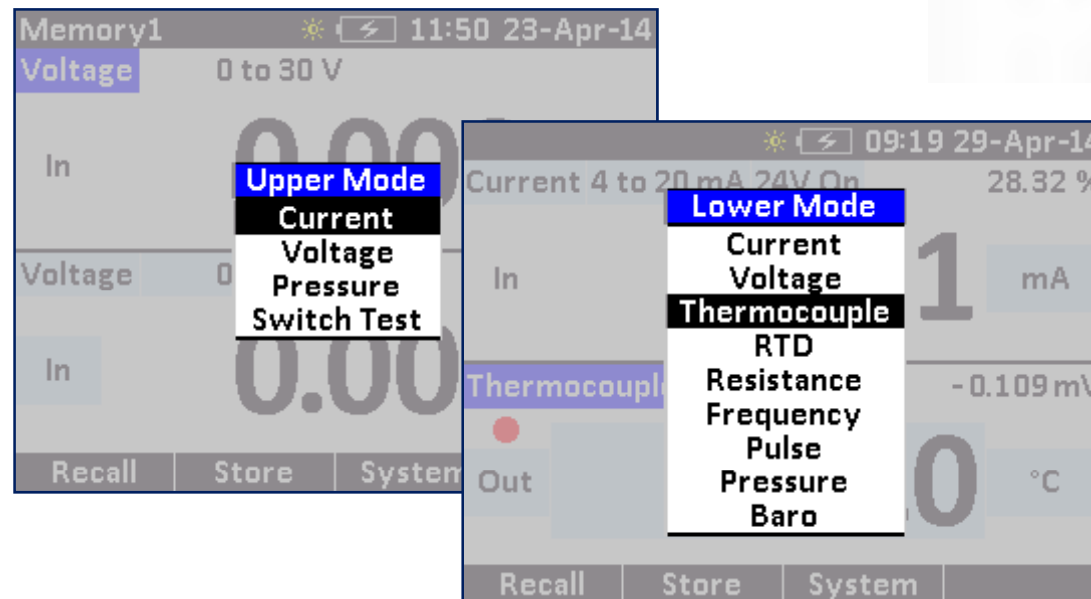 Memory1 11:50 23-Apr-14
Voltage 0 to 30 V
In
Upper Mode
Current
Voltage
Pressure
Switch Test
Voltage
In
Recall Store System
09:19 29-Apr-14
Current 4 to 20 mA 24V On 28.32 %
In mA
Lower Mode
Current
Voltage
Thermocouple
RTD
Resistance
Frequency
Pulse
Pressure
Baro
Thermocouple -0.109 mV
Out °C
Recall Store System